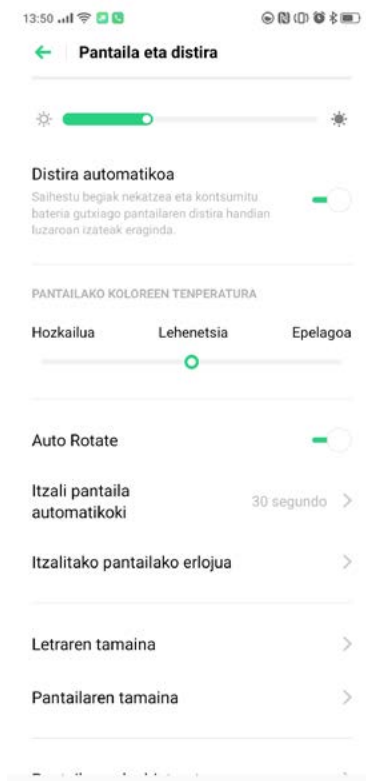 13:50
Pantaila eta distira
Distira automatikoa
Saihestu begiak nekatzea eta kontsumitu
bateria gutxiago pantailaren distira handian
luzaroan izateak eraginda.
PANTAILAKO KOLOREEN TENPERATURA
Hozkailua Lehenetsia Epelagoa
Auto Rotate
Itzali pantaila
automatikoki
30 segundo
Itzalitako pantailako erlojua
Letraren tamaina
Pantailaren tamaina